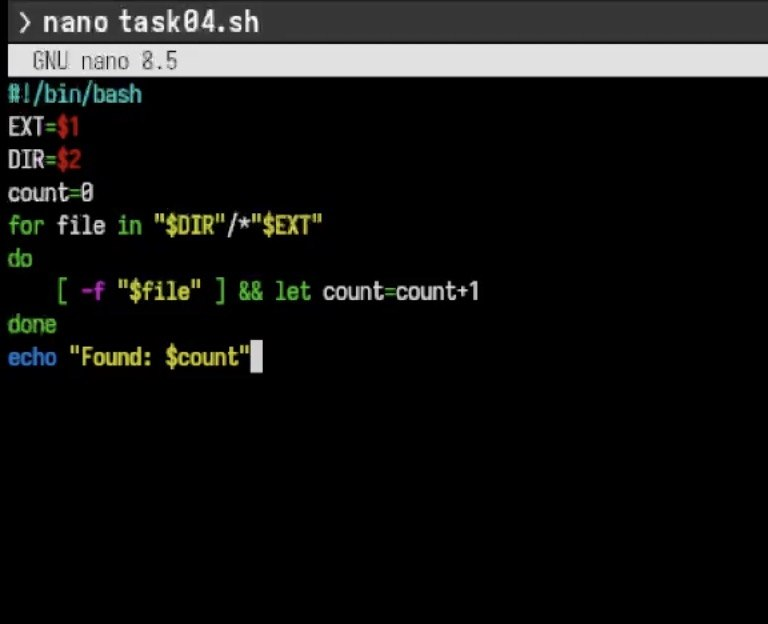 ❯ nano task04.sh
GNU nano 8.5
#!/bin/bash
EXT=$1
DIR=$2
count=0
for file in "$DIR"/*"$EXT"
do
    [ -f "$file" ] && let count=count+1
done
echo "Found: $count"